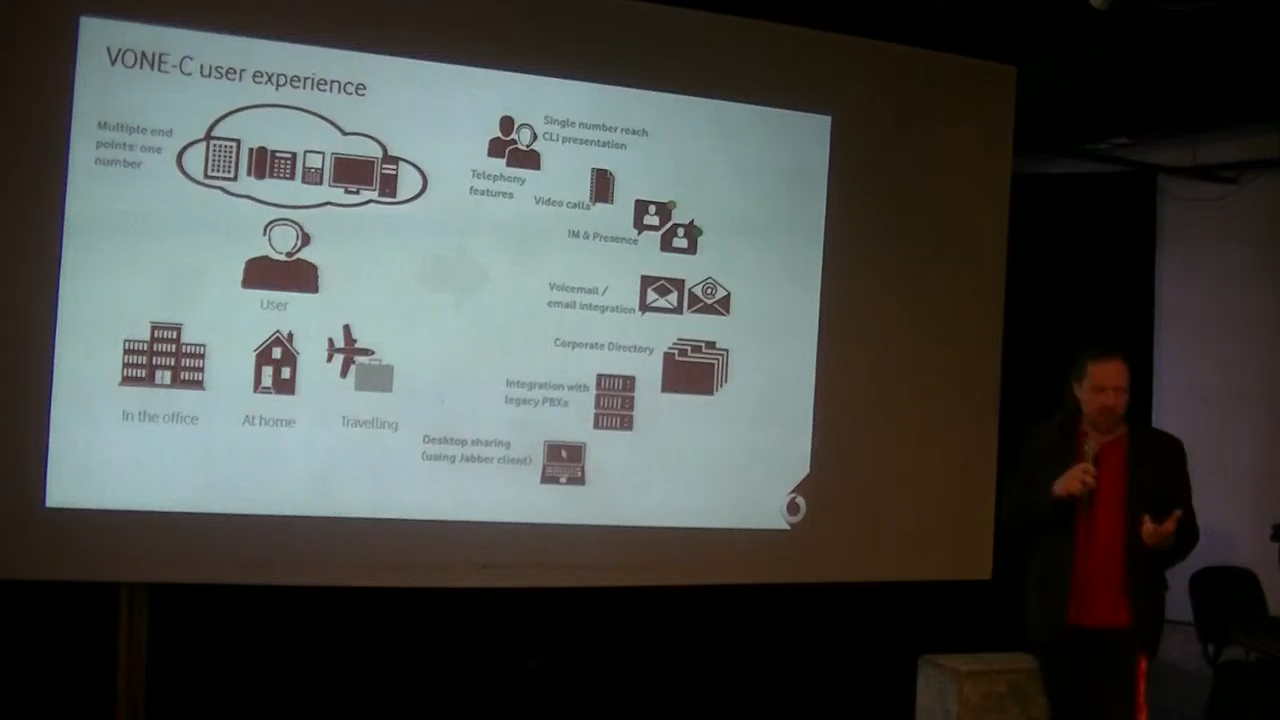 VONE-C user experience
Multiple end
points: one
number
User
In the office
At home
Travelling
Single number reach
CLI presentation
Telephony
features
Video calls
IM & Presence
Voicemail /
email integration
@
Corporate Directory
Integration with
legacy PBXs
Desktop sharing
(using Jabber client)